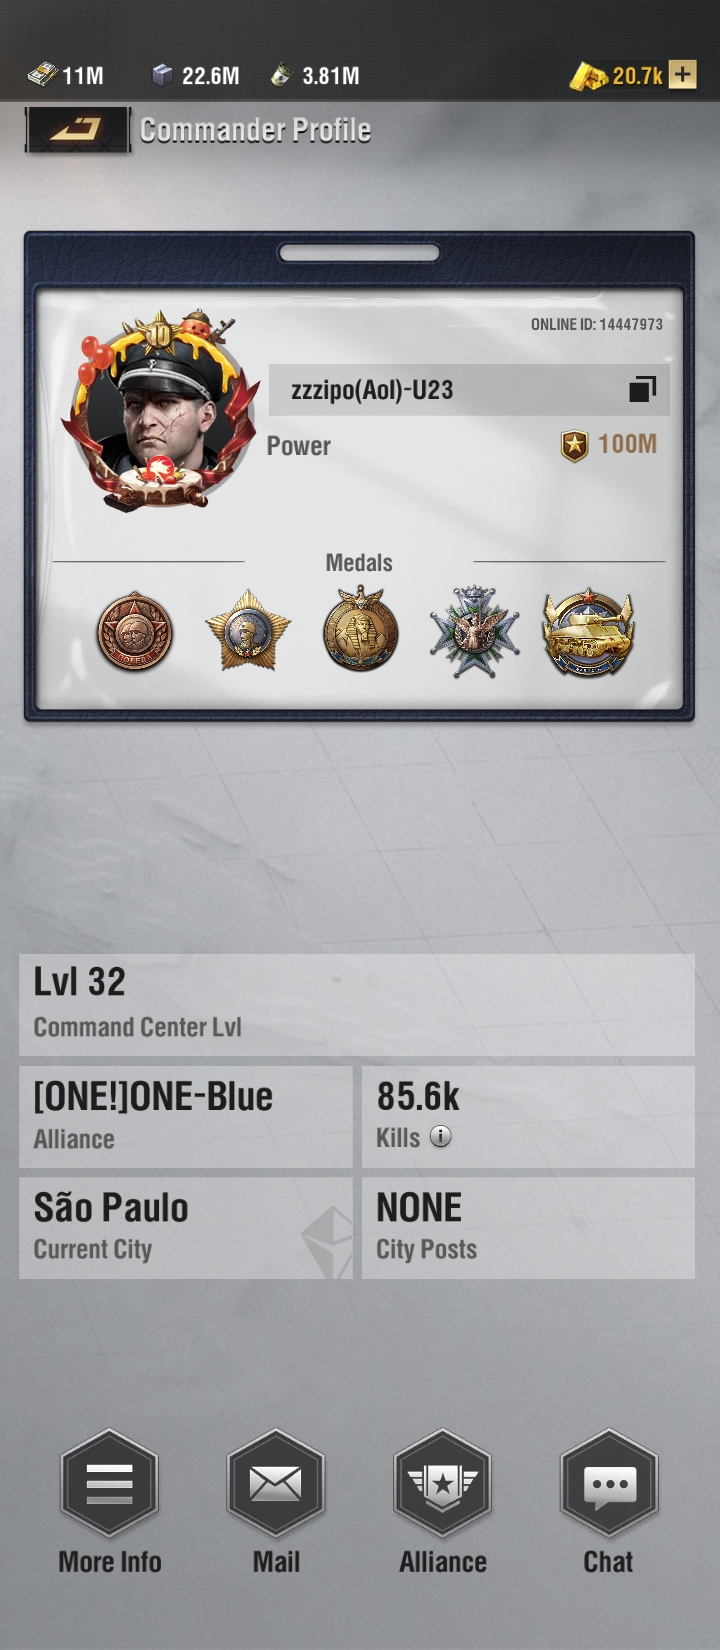 11M 22.6M 3.81M 20.7k
Commander Profile
10
ONLINE ID: 14447973
zzzipo(Aol)-U23
Power 100M
Medals
ПОБЕДА
Lvl 32
Command Center Lvl
[ONE!]ONE-Blue
Alliance
85.6k
Kills
São Paulo
Current City
NONE
City Posts
More Info
Mail
Alliance
Chat